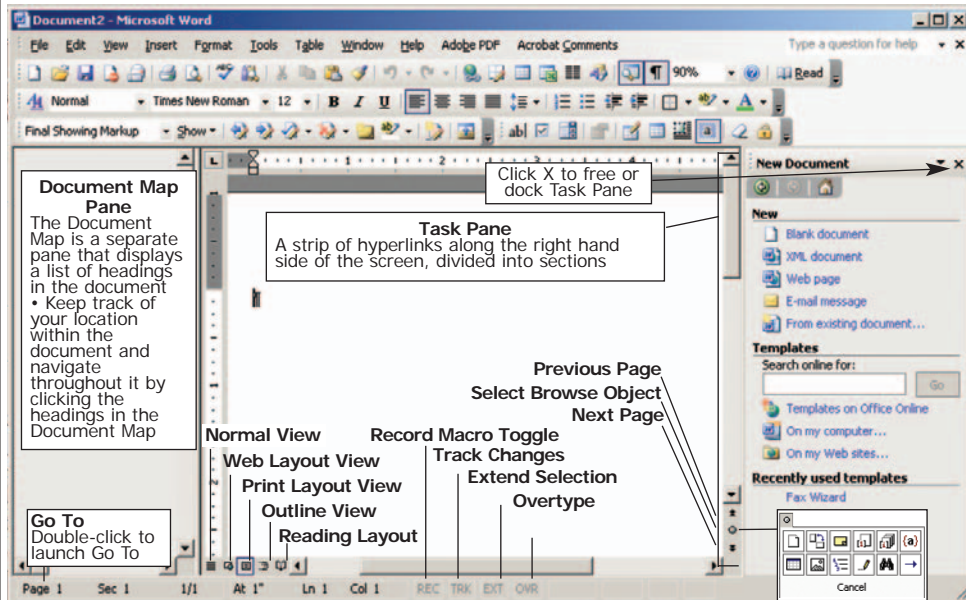 Document2 - Microsoft Word
File Edit View Insert Format Tools Table Window Help Adobe PDF Acrobat Comments Type a question for help
90% Read
Normal Times New Roman 12 B I U A
Final Showing Markup Show ab| a
Document Map
Pane
The Document
Map is a separate
pane that displays
a list of headings
in the document
• Keep track of
your location
within the
document and
navigate
throughout it by
clicking the
headings in the
Document Map
Go To
Double-click to
launch Go To
L 1 2 3 4
Click X to free or
dock Task Pane
Task Pane
A strip of hyperlinks along the right hand
side of the screen, divided into sections
¶
Previous Page
Select Browse Object
Next Page
Normal View
Web Layout View
Print Layout View
Outline View
Reading Layout
Record Macro Toggle
Track Changes
Extend Selection
Overtype
New Document
New
Blank document
XML document
Web page
E-mail message
From existing document...
Templates
Search online for:
Go
Templates on Office Online
On my computer...
On my Web sites...
Recently used templates
Fax Wizard
Cancel
Page 1 Sec 1 1/1 At 1" Ln 1 Col 1 REC TRK EXT OVR